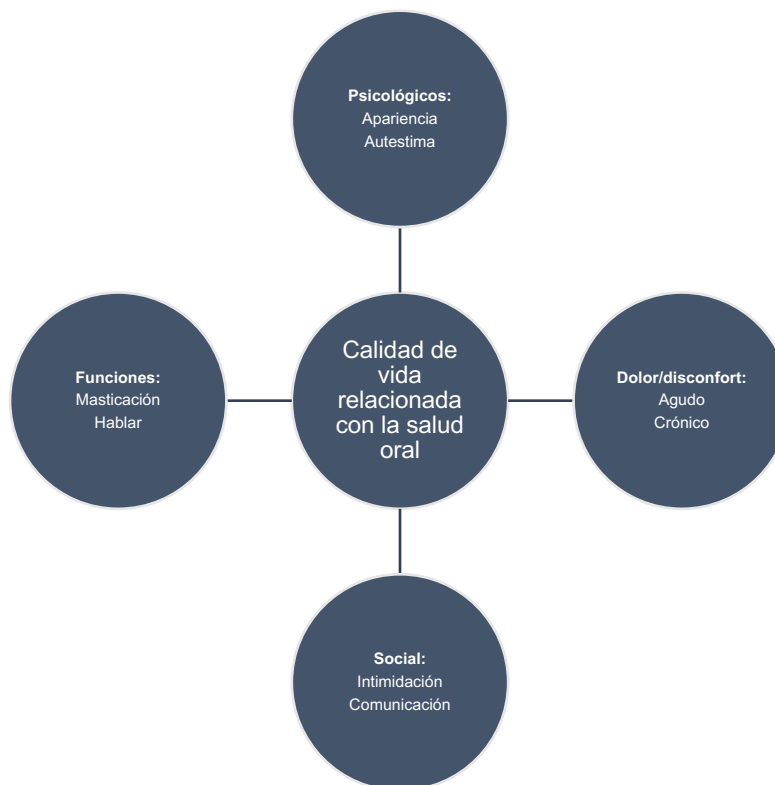 Psicológicos:
Apariencia
Autestima
Funciones:
Masticación
Hablar
Calidad de
vida
relacionada
con la salud
oral
Dolor/disconfort:
Agudo
Crónico
Social:
Intimidación
Comunicación